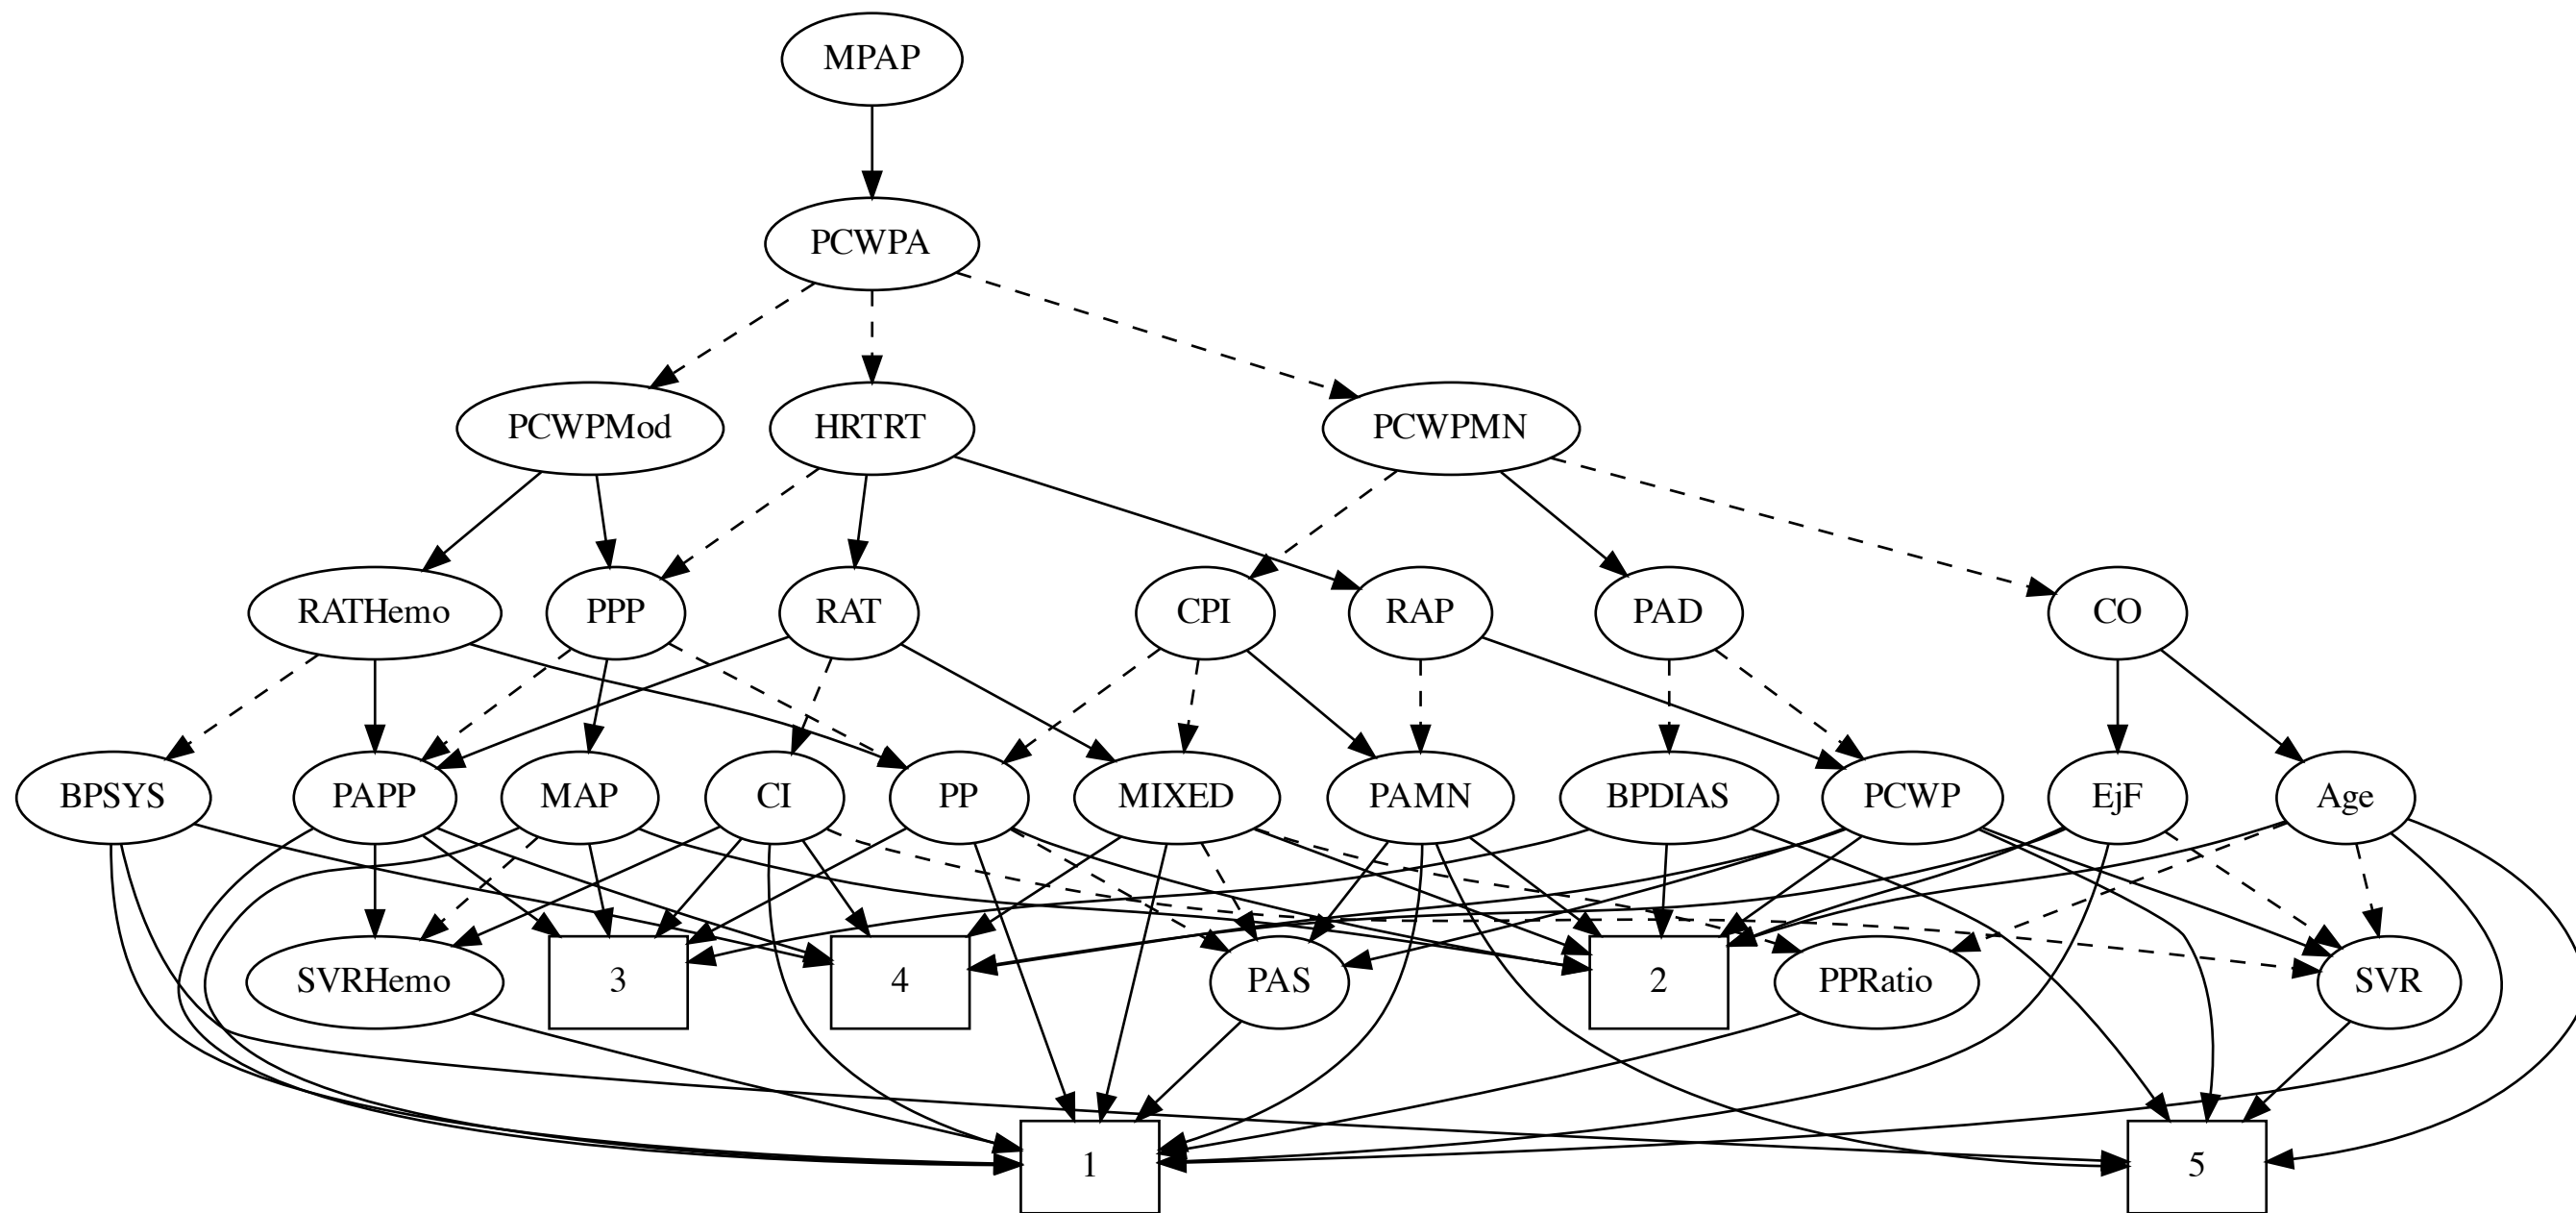 MPAP
PCWPA
PCWPMod
HRTRT
PCWPMN
RATHemo
PPP
RAT
CPI
RAP
PAD
CO
BPSYS
PAPP
MAP
CI
PP
MIXED
PAMN
BPDIAS
PCWP
EjF
Age
SVRHemo
3
4
PAS
2
PPRatio
SVR
1
5